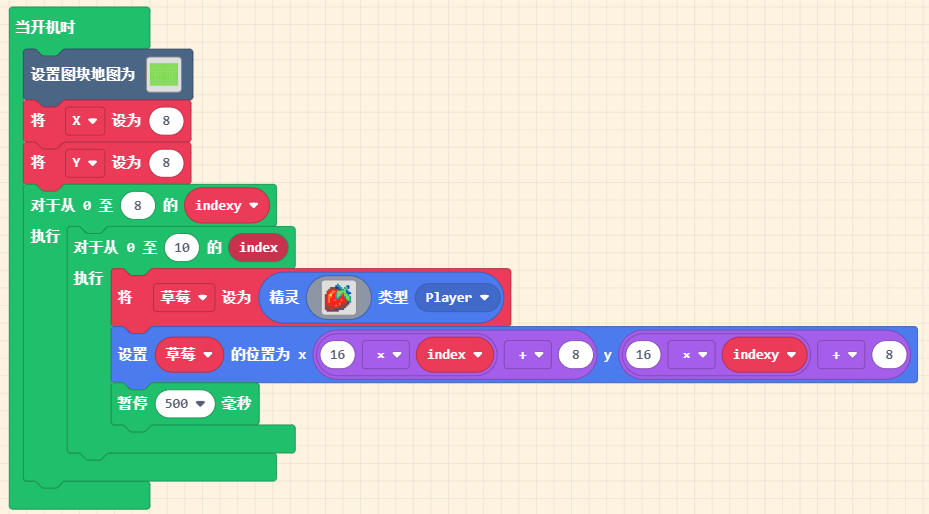 当开机时
设置图块地图为
将 X 设为 8
将 Y 设为 8
对于从 0 至 8 的 indexy
执行
对于从 0 至 10 的 index
执行
将 草莓 设为 精灵 类型 Player
设置 草莓 的位置为 x 16 × index + 8 y 16 × indexy + 8
暂停 500 毫秒